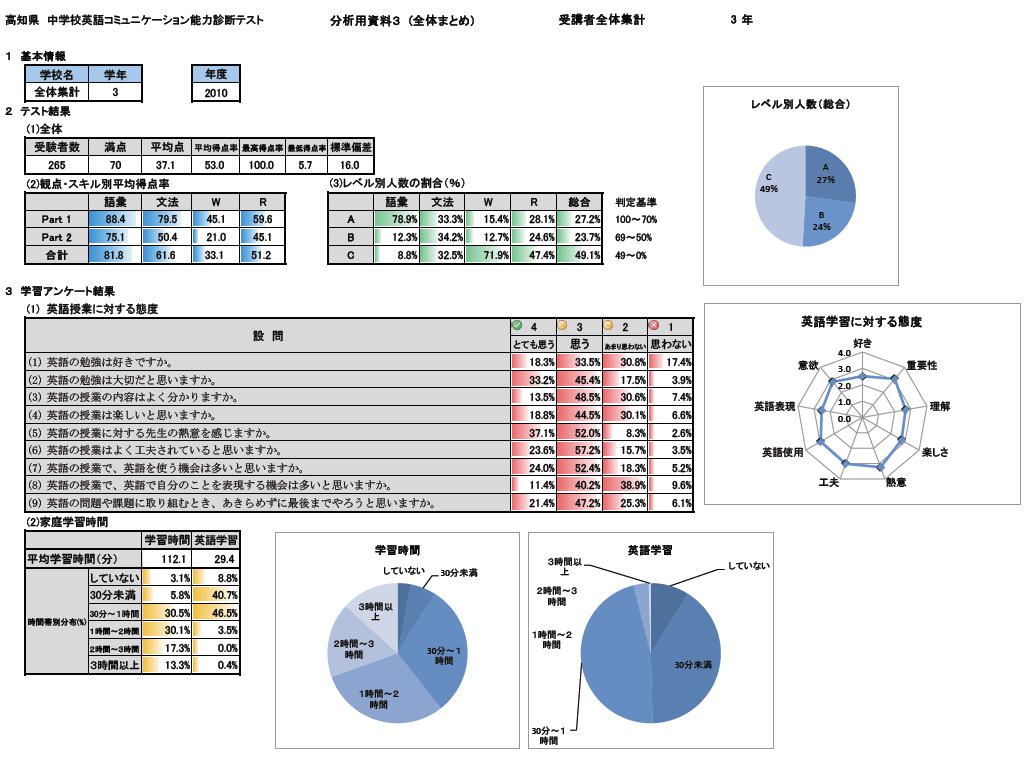 高知県　中学校英語コミュニケーション能力診断テスト　分析用資料３（全体まとめ）　受講者全体集計　3 年
1　基本情報
学校名　学年　年度
全体集計　3　2010
2　テスト結果
(1)全体
受験者数　満点　平均点　平均得点率　最高得点率　最低得点率　標準偏差
265　70　37.1　53.0　100.0　5.7　16.0
(2)観点・スキル別平均得点率
語彙　文法　W　R
Part 1　88.4　79.5　45.1　59.6
Part 2　75.1　50.4　21.0　45.1
合計　81.8　61.6　33.1　51.2
(3)レベル別人数の割合(％)
語彙　文法　W　R　総合　判定基準
A　78.9%　33.3%　15.4%　28.1%　27.2%　100～70%
B　12.3%　34.2%　12.7%　24.6%　23.7%　69～50%
C　8.8%　32.5%　71.9%　47.4%　49.1%　49～0%
レベル別人数(総合)
A
27%
B
24%
C
49%
3　学習アンケート結果
(1) 英語授業に対する態度
設　問　4　3　2　1
とても思う　思う　あまり思わない　思わない
(1) 英語の勉強は好きですか。　18.3%　33.5%　30.8%　17.4%
(2) 英語の勉強は大切だと思いますか。　33.2%　45.4%　17.5%　3.9%
(3) 英語の授業の内容はよく分かりますか。　13.5%　48.5%　30.6%　7.4%
(4) 英語の授業は楽しいと思いますか。　18.8%　44.5%　30.1%　6.6%
(5) 英語の授業に対する先生の熱意を感じますか。　37.1%　52.0%　8.3%　2.6%
(6) 英語の授業はよく工夫されていると思いますか。　23.6%　57.2%　15.7%　3.5%
(7) 英語の授業で、英語を使う機会は多いと思いますか。　24.0%　52.4%　18.3%　5.2%
(8) 英語の授業で、英語で自分のことを表現する機会は多いと思いますか。　11.4%　40.2%　38.9%　9.6%
(9) 英語の問題や課題に取り組むとき、あきらめずに最後までやろうと思いますか。　21.4%　47.2%　25.3%　6.1%
英語学習に対する態度
好き
重要性
理解
楽しさ
熱意
工夫
英語使用
英語表現
意欲
4.0
3.0
2.0
1.0
0.0
(2)家庭学習時間
学習時間　英語学習
平均学習時間(分)　112.1　29.4
時間帯別分布(%)
していない　3.1%　8.8%
30分未満　5.8%　40.7%
30分～1時間　30.5%　46.5%
1時間～2時間　30.1%　3.5%
2時間～3時間　17.3%　0.0%
3時間以上　13.3%　0.4%
学習時間
していない
30分未満
30分～1
時間
1時間～2
時間
2時間～3
時間
3時間以
上
英語学習
していない
30分未満
30分～1
時間
1時間～2
時間
2時間～3
時間
3時間以
上